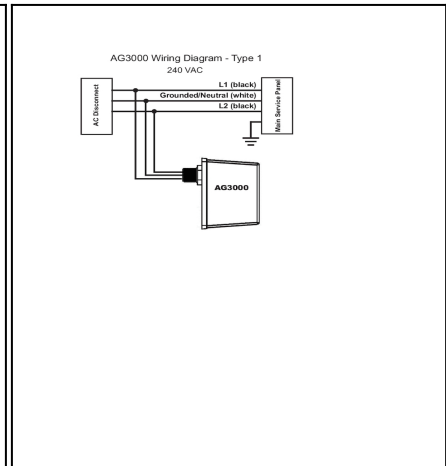 AG3000 Wiring Diagram - Type 1
240 VAC
L1 (black)
Grounded/Neutral (white)
L2 (black)
AC Disconnect
Main Service Panel
AG3000